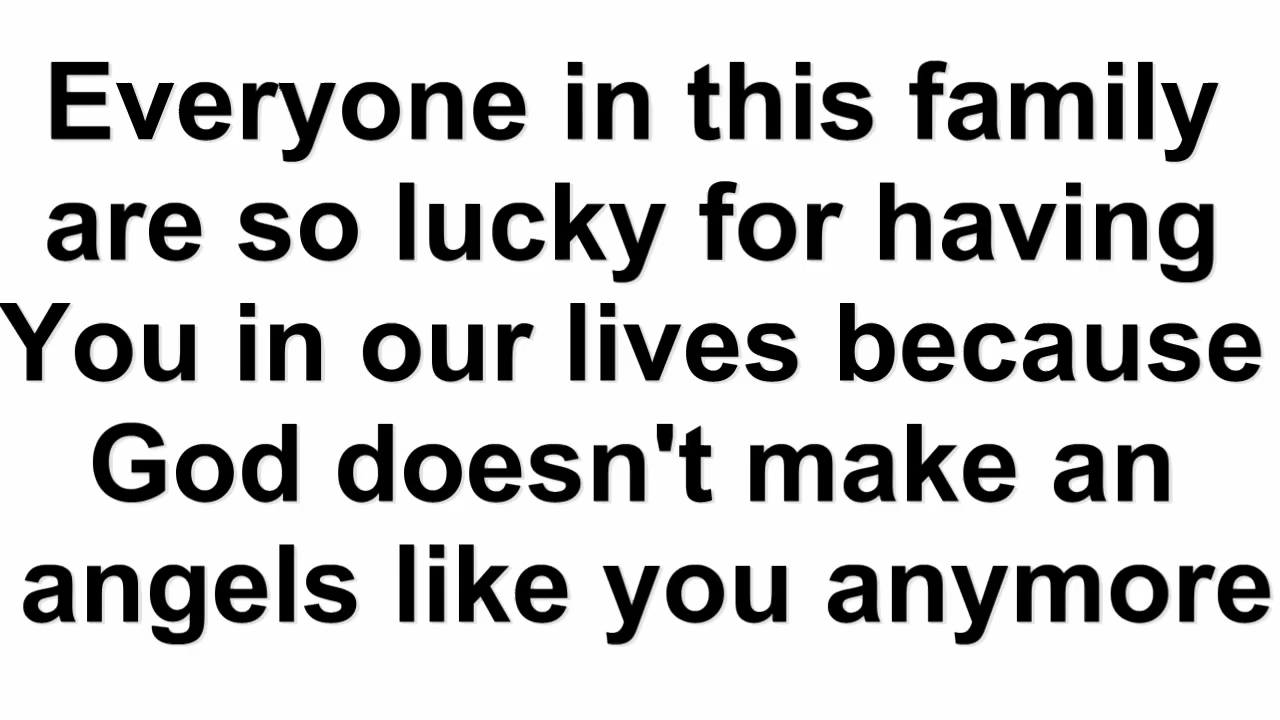 Everyone in this family
are so lucky for having
You in our lives because
God doesn't make an
angels like you anymore